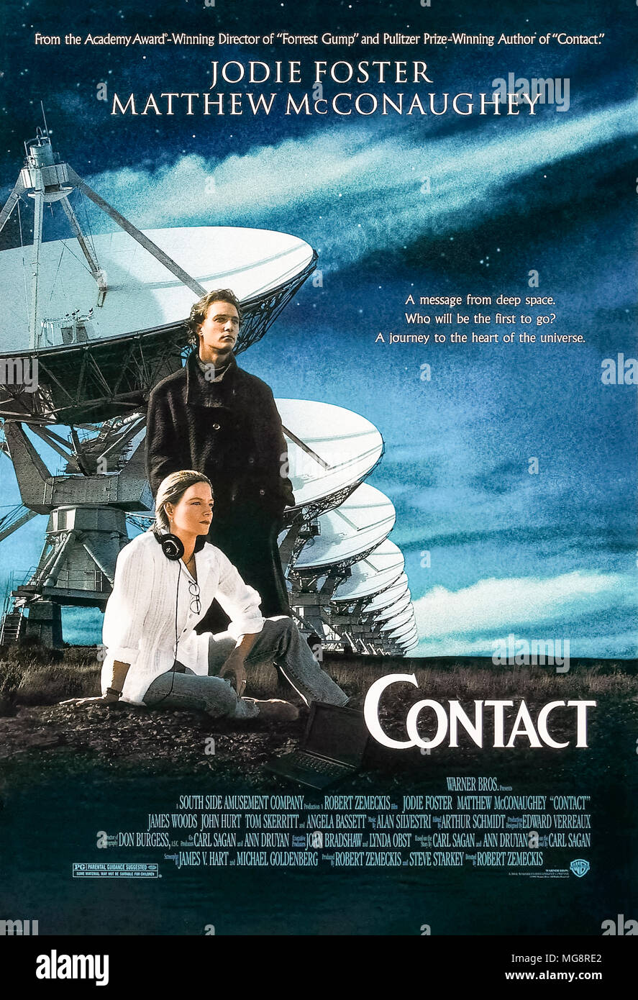 From the Academy Award®-Winning Director of "Forrest Gump" and Pulitzer Prize-Winning Author of "Contact."
JODIE FOSTER
MATTHEW McCONAUGHEY
A message from deep space.
Who will be the first to go?
A journey to the heart of the universe.
CONTACT
WARNER BROS. Presents
A SOUTH SIDE AMUSEMENT COMPANY Production A ROBERT ZEMECKIS Film JODIE FOSTER MATTHEW McCONAUGHEY "CONTACT"
JAMES WOODS JOHN HURT TOM SKERRITT and ANGELA BASSETT Music by ALAN SILVESTRI Edited by ARTHUR SCHMIDT Production Designed by EDWARD VERREAUX
Director of Photography DON BURGESS, A.S.C. Co-Producers CARL SAGAN and ANN DRUYAN Executive Producers JOAN BRADSHAW and LYNDA OBST Based on the Story By CARL SAGAN and ANN DRUYAN Based on the Novel By CARL SAGAN
Screenplay by JAMES V. HART and MICHAEL GOLDENBERG Produced by ROBERT ZEMECKIS and STEVE STARKEY Directed by ROBERT ZEMECKIS
PG PARENTAL GUIDANCE SUGGESTED
SOME MATERIAL MAY NOT BE SUITABLE FOR CHILDREN
WARNER BROS.
alamy
Image ID: MG8RE2
www.alamy.com